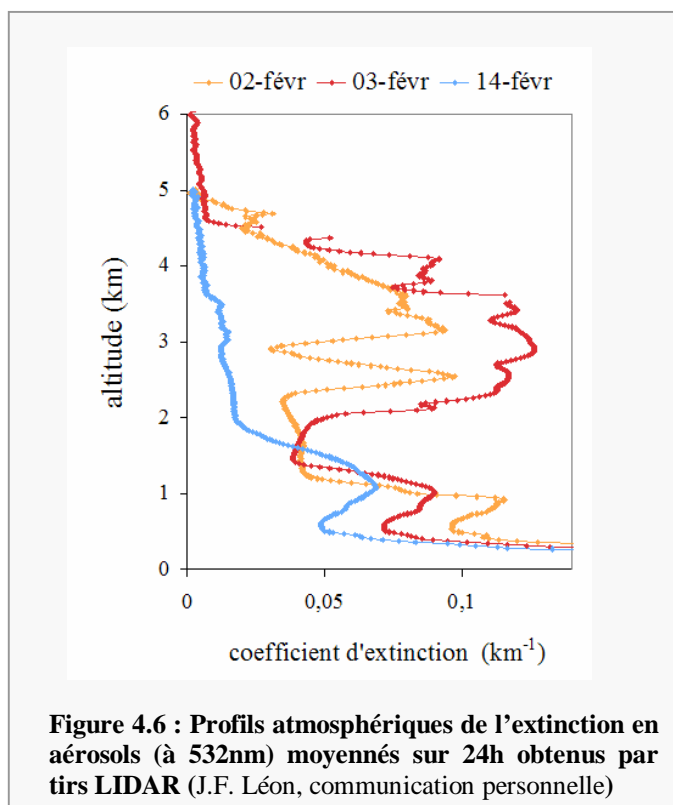 02-févr 03-févr 14-févr
6
5
4
3
2
1
0
altitude (km)
0 0,05 0,1
coefficient d'extinction (km-1)
Figure 4.6 : Profils atmosphériques de l’extinction en
aérosols (à 532nm) moyennés sur 24h obtenus par
tirs LIDAR (J.F. Léon, communication personnelle)